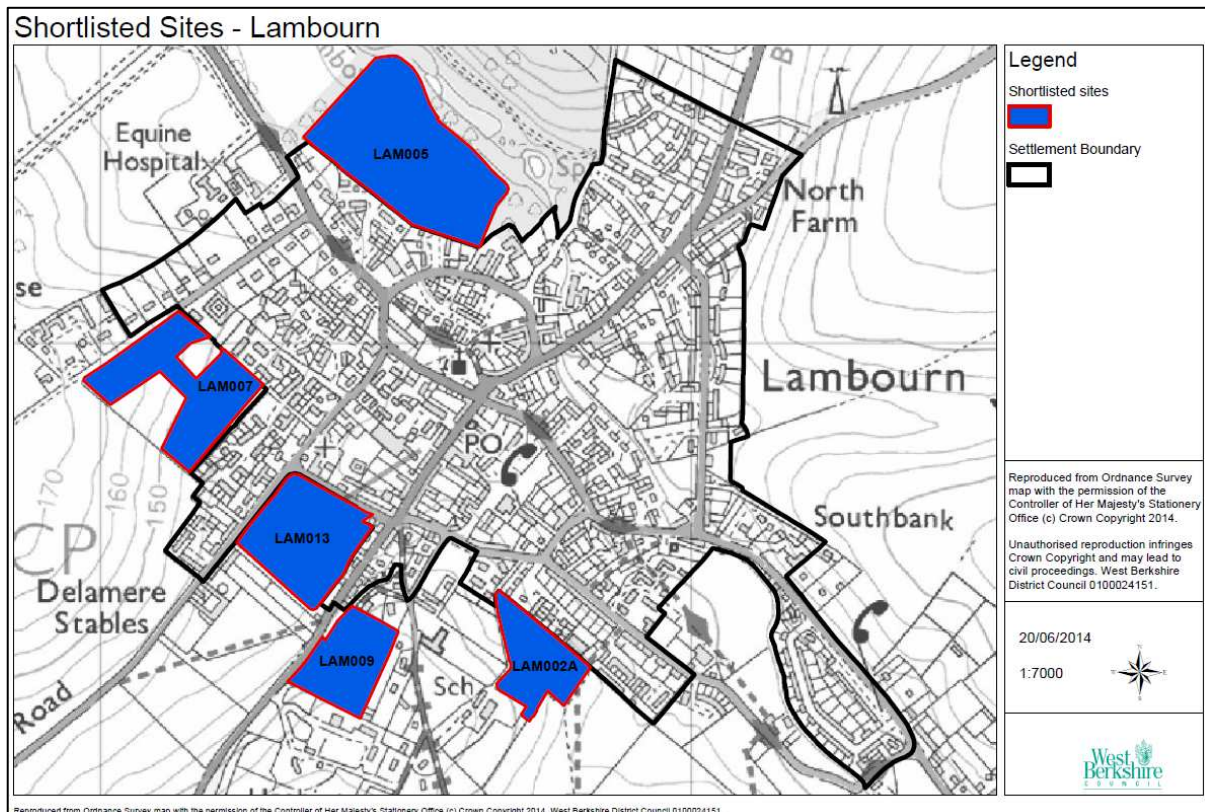 Shortlisted Sites - Lambourn
Equine
Hospital
LAM005
North
Farm
se
LAM007
Lambourn
PO
170
160
150
CP
LAM013
Southbank
Delamere
Stables
LAM009
LAM002A
Sch
Road
Legend
Shortlisted sites
Settlement Boundary
Reproduced from Ordnance Survey
map with the permission of the
Controller of Her Majesty's Stationery
Office (c) Crown Copyright 2014.
Unauthorised reproduction infringes
Crown Copyright and may lead to
civil proceedings. West Berkshire
District Council 0100024151.
20/06/2014
1:7000
N
E
S
West
Berkshire
COUNCIL
Reproduced from Ordnance Survey map with the permission of the Controller of Her Majesty's Stationery Office (c) Crown Copyright 2014. West Berkshire District Council 0100024151